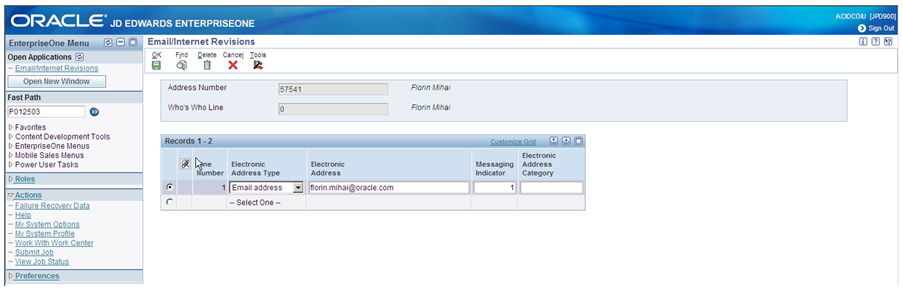 ORACLE® JD EDWARDS ENTERPRISEONE
ACIOCOIU [JPD900]
Sign Out
EnterpriseOne Menu
Open Applications
Email/Internet Revisions
Open New Window
Fast Path
P012503
Favorites
Content Development Tools
EnterpriseOne Menus
Mobile Sales Menus
Power User Tasks
Roles
Actions
Failure Recovery Data
Help
My System Options
My System Profile
Work With Work Center
Submit Job
View Job Status
Preferences
Email/Internet Revisions
OK Find Delete Cancel Tools
Address Number 57541 Florin Mihai
Who's Who Line 0 Florin Mihai
Records 1 - 2 Customize Grid
Line Number Electronic Address Type Electronic Address Messaging Indicator Electronic Address Category
1 Email address florin.mihai@oracle.com 1
-- Select One --